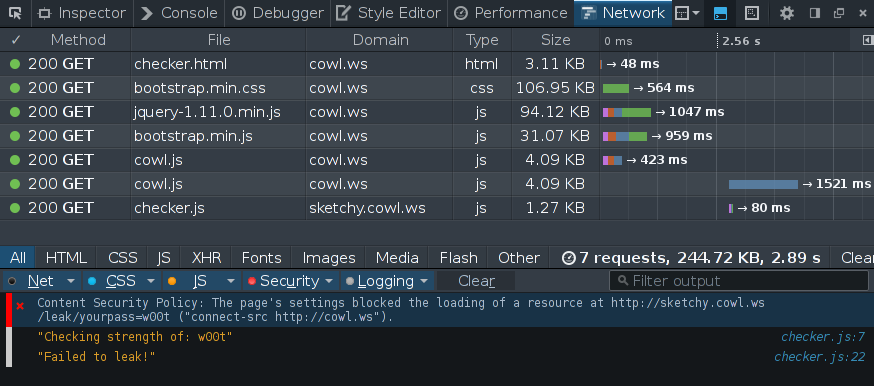 Inspector Console Debugger Style Editor Performance Network
✓ Method File Domain Type Size 0 ms 2.56 s
200 GET checker.html cowl.ws html 3.11 KB → 48 ms
200 GET bootstrap.min.css cowl.ws css 106.95 KB → 564 ms
200 GET jquery-1.11.0.min.js cowl.ws js 94.12 KB → 1047 ms
200 GET bootstrap.min.js cowl.ws js 31.07 KB → 959 ms
200 GET cowl.js cowl.ws js 4.09 KB → 423 ms
200 GET cowl.js cowl.ws js 4.09 KB → 1521 ms
200 GET checker.js sketchy.cowl.ws js 1.27 KB → 80 ms
All HTML CSS JS XHR Fonts Images Media Flash Other 7 requests, 244.72 KB, 2.89 s Clear
Net CSS JS Security Logging Clear Filter output
Content Security Policy: The page's settings blocked the loading of a resource at http://sketchy.cowl.ws
/leak/yourpass=w00t ("connect-src http://cowl.ws").
"Checking strength of: w00t" checker.js:7
"Failed to leak!" checker.js:22